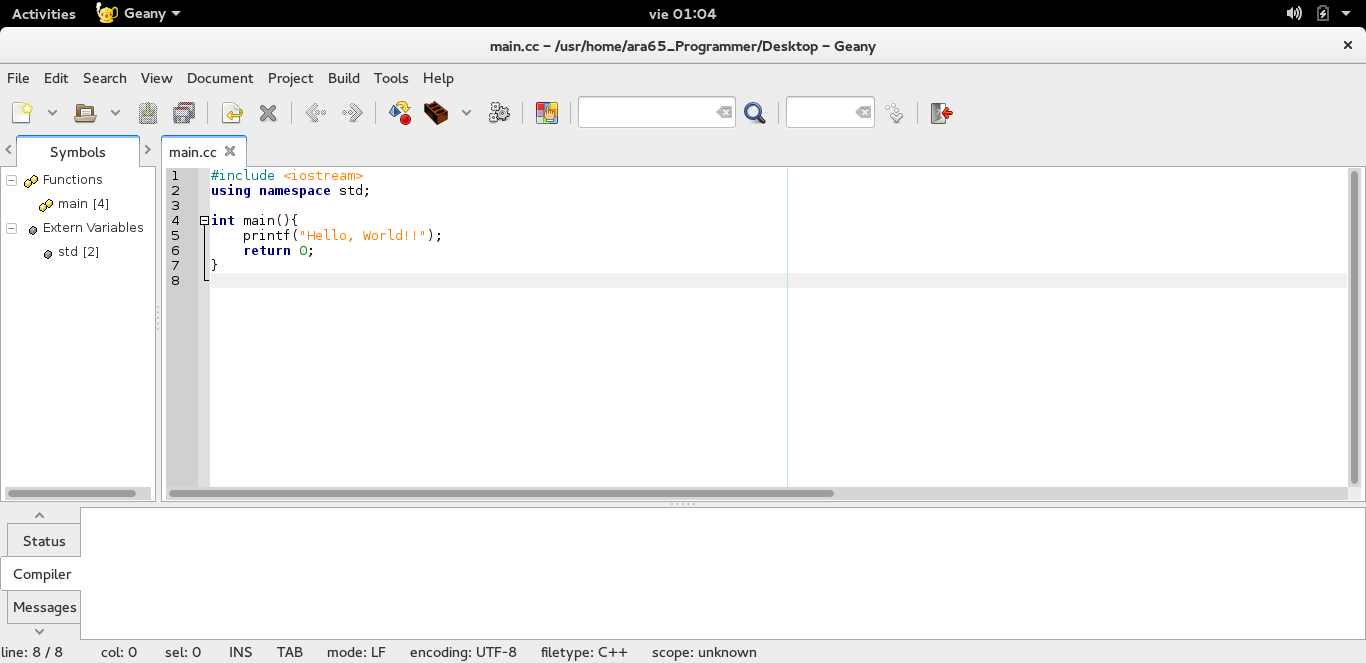 Activities Geany vie 01:04
main.cc – /usr/home/ara65_Programmer/Desktop – Geany
File Edit Search View Document Project Build Tools Help
Symbols main.cc
Functions
main [4]
Extern Variables
std [2]
1 #include <iostream>
2 using namespace std;
3
4 int main(){
5 printf("Hello, World!!");
6 return 0;
7 }
8
Status
Compiler
Messages
line: 8 / 8 col: 0 sel: 0 INS TAB mode: LF encoding: UTF-8 filetype: C++ scope: unknown